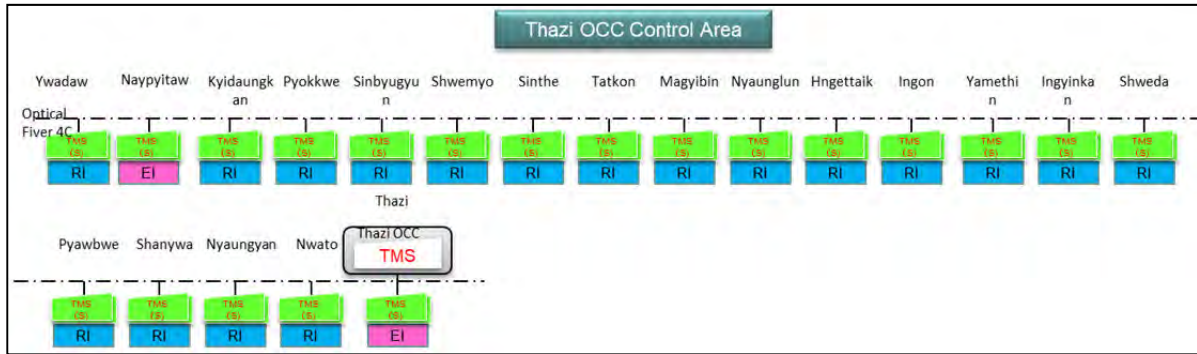 Thazi OCC Control Area
Ywadaw Naypyitaw Kyidaungk Pyokkwe Sinbyugyu Shwemyo Sinthe Tatkon Magyibin Nyaunglun Hngettaik Ingon Yamethi Ingyinka Shweda
an n n n
Optical
Fiver 4C
TMS TMS TMS TMS TMS TMS TMS TMS TMS TMS TMS TMS TMS TMS TMS
(S) (S) (S) (S) (S) (S) (S) (S) (S) (S) (S) (S) (S) (S) (S)
RI EI RI RI RI RI RI RI RI RI RI RI RI RI RI
Thazi
Pyawbwe Shanywa Nyaungyan Nwato Thazi OCC
TMS
TMS TMS TMS TMS TMS
(S) (S) (S) (S) (S)
RI RI RI RI EI